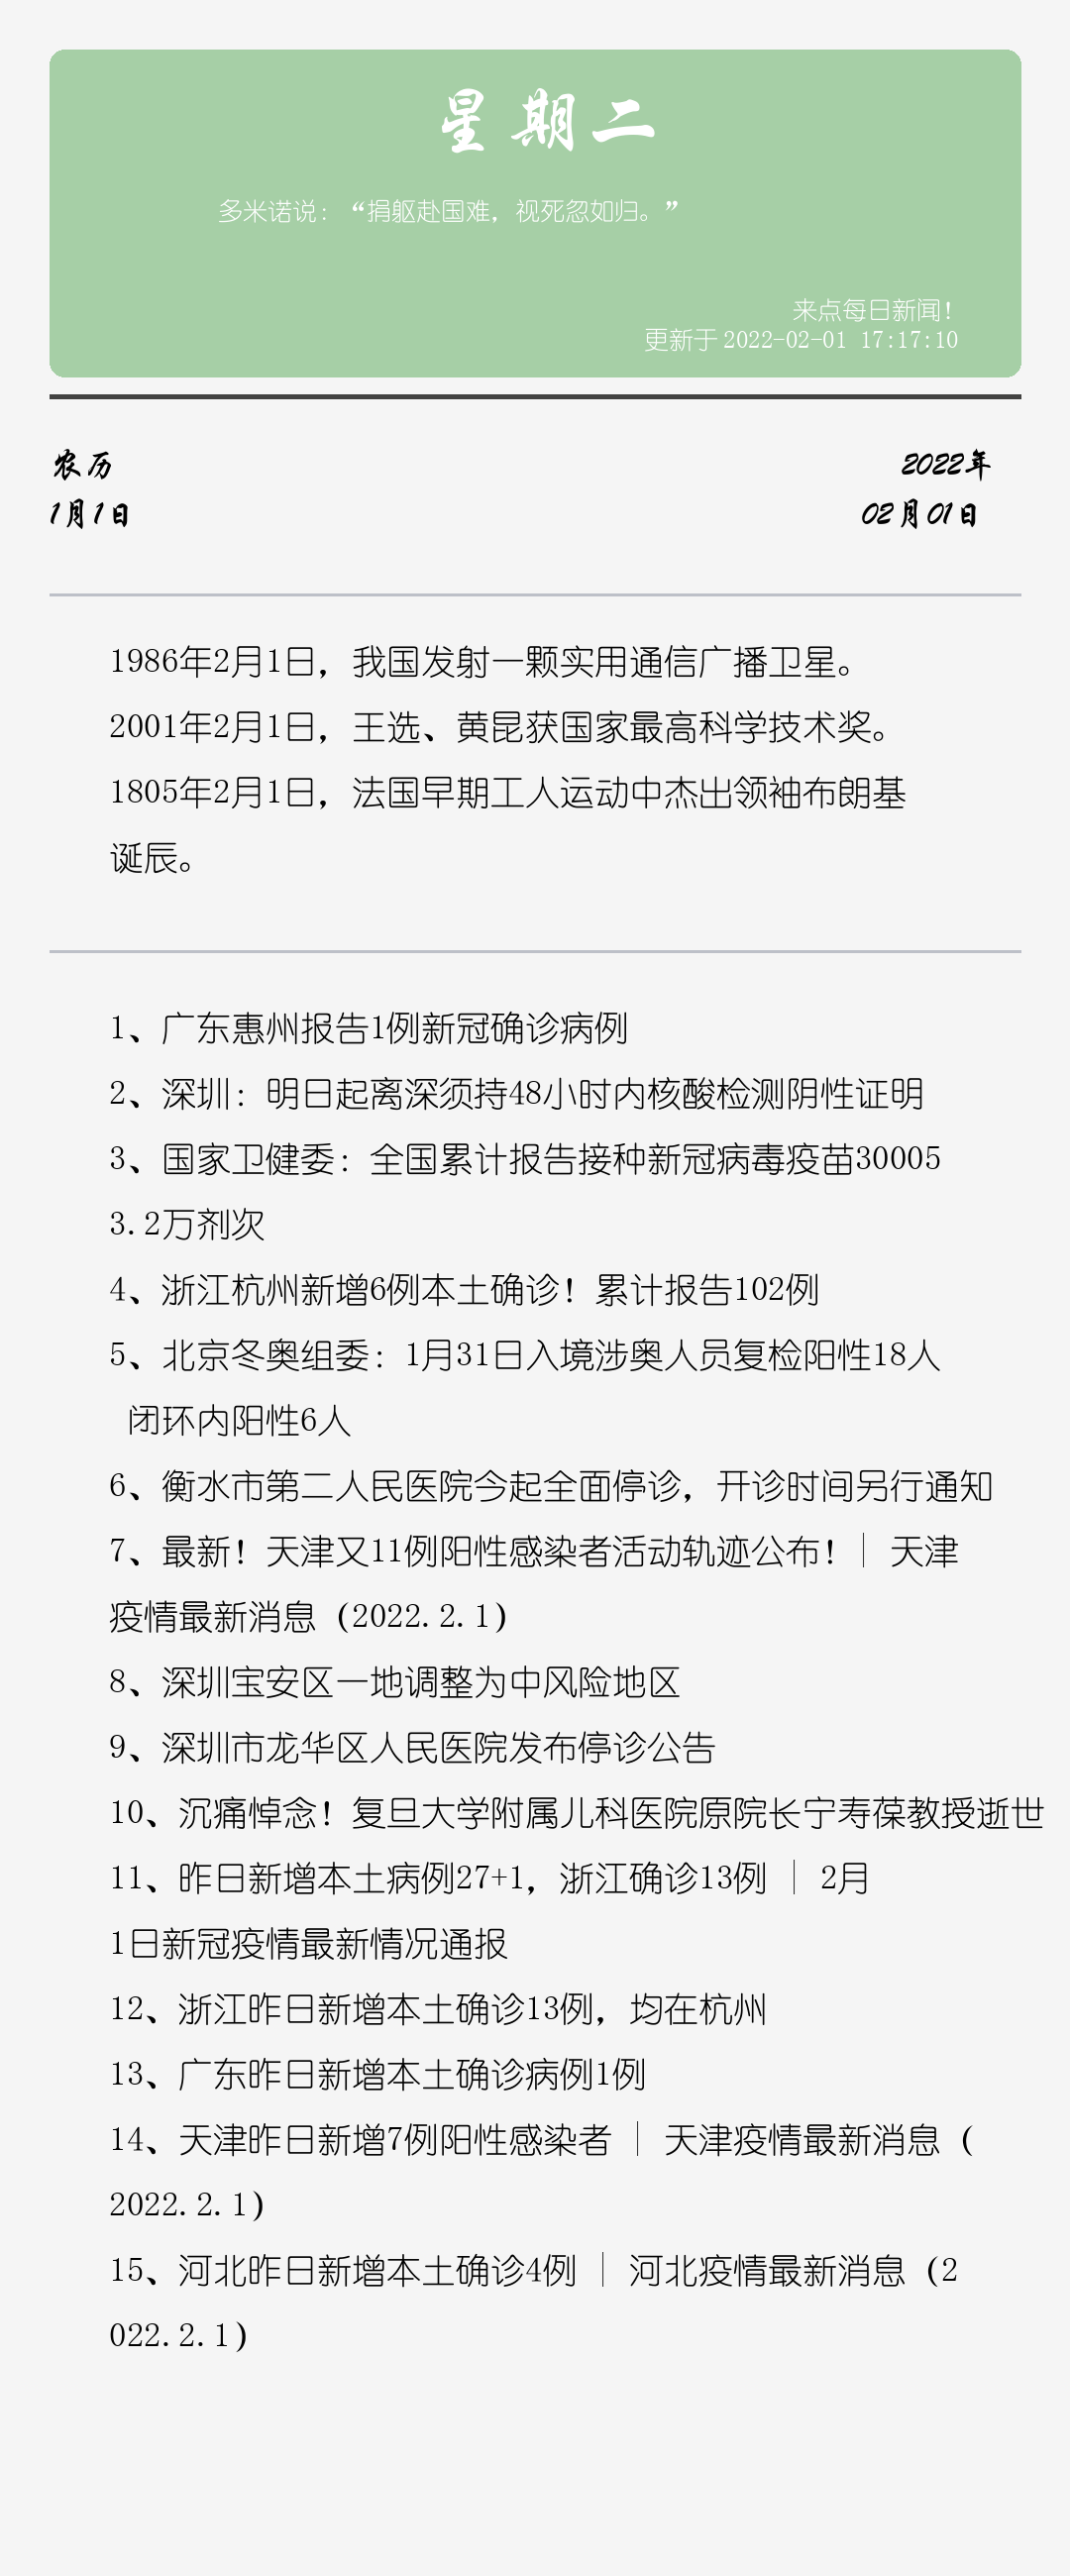 星期二
多米诺说：“捐躯赴国难，视死忽如归。”
来点每日新闻！
更新于 2022-02-01 17:17:10
农历
2022年
1月1日
02月01日
1986年2月1日，我国发射一颗实用通信广播卫星。
2001年2月1日，王选、黄昆获国家最高科学技术奖。
1805年2月1日，法国早期工人运动中杰出领袖布朗基
诞辰。
1、广东惠州报告1例新冠确诊病例
2、深圳：明日起离深须持48小时内核酸检测阴性证明
3、国家卫健委：全国累计报告接种新冠病毒疫苗30005
3.2万剂次
4、浙江杭州新增6例本土确诊！累计报告102例
5、北京冬奥组委：1月31日入境涉奥人员复检阳性18人
闭环内阳性6人
6、衡水市第二人民医院今起全面停诊，开诊时间另行通知
7、最新！天津又11例阳性感染者活动轨迹公布！｜ 天津
疫情最新消息（2022.2.1）
8、深圳宝安区一地调整为中风险地区
9、深圳市龙华区人民医院发布停诊公告
10、沉痛悼念！复旦大学附属儿科医院原院长宁寿葆教授逝世
11、昨日新增本土病例27+1，浙江确诊13例 ｜ 2月
1日新冠疫情最新情况通报
12、浙江昨日新增本土确诊13例，均在杭州
13、广东昨日新增本土确诊病例1例
14、天津昨日新增7例阳性感染者 ｜ 天津疫情最新消息（
2022.2.1）
15、河北昨日新增本土确诊4例 ｜ 河北疫情最新消息（2
022.2.1）